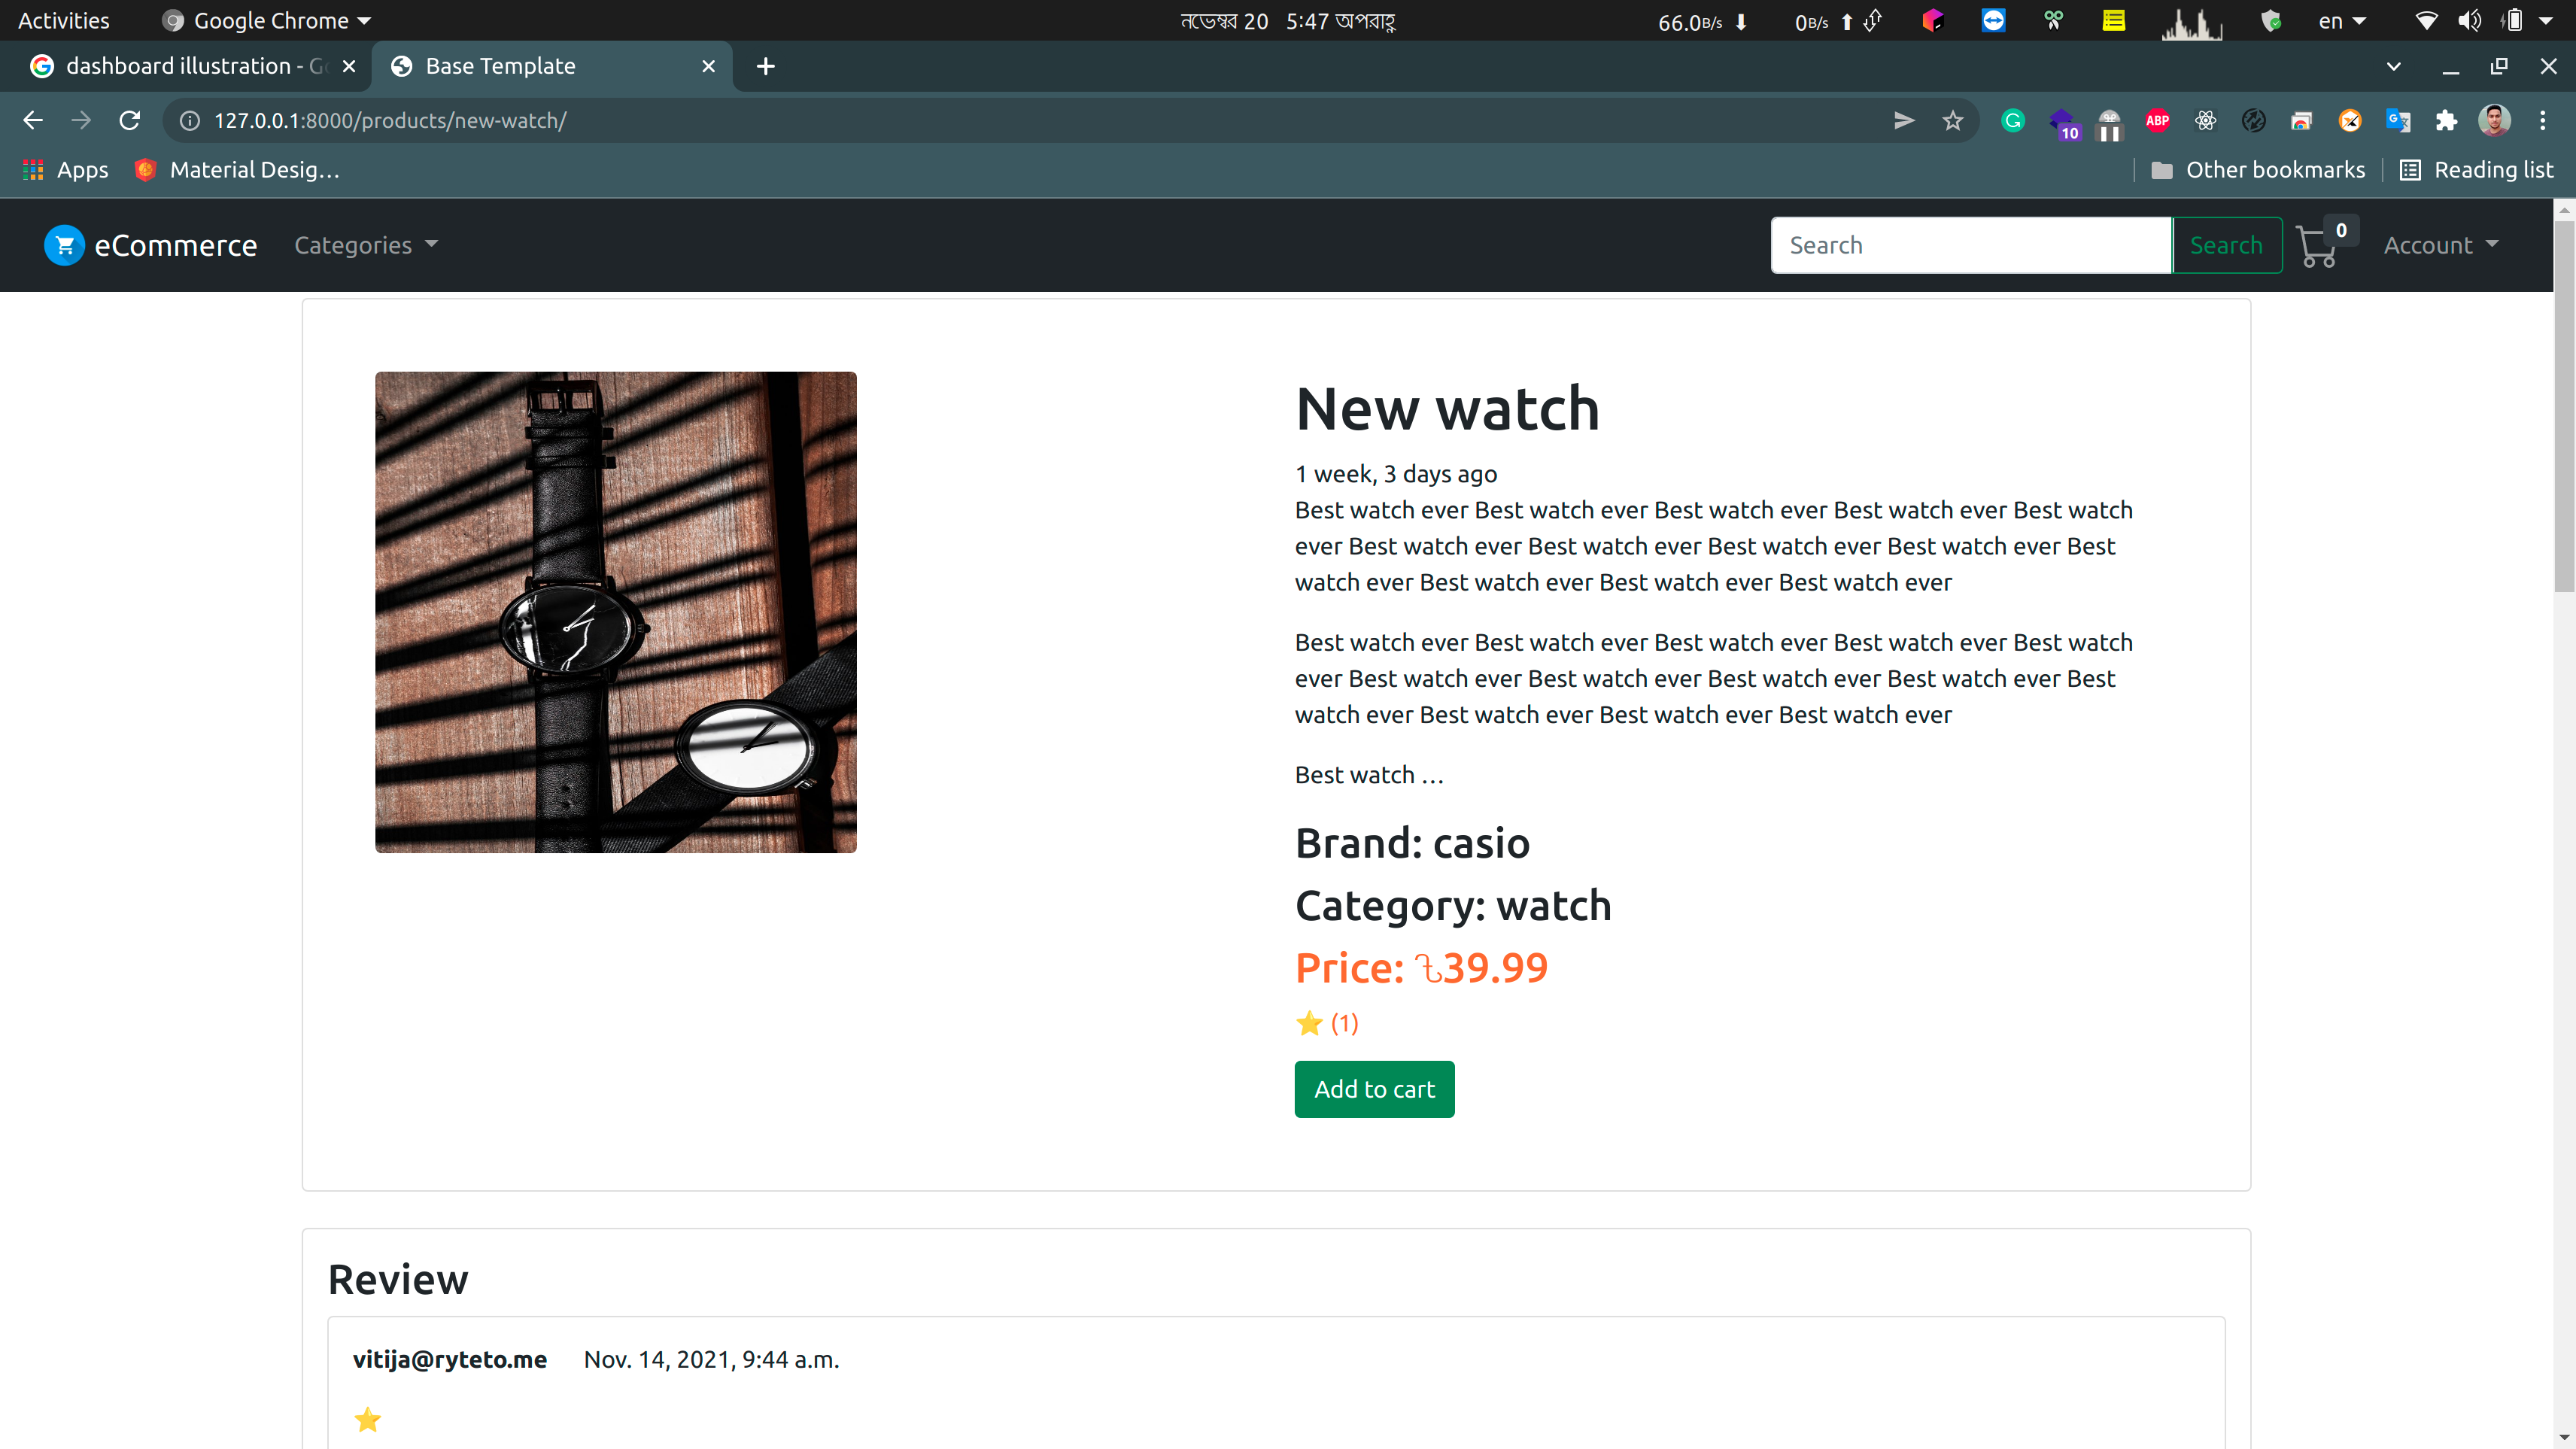 Activities Google Chrome নভেম্বর 20 5:47 অপরাহ্ণ 66.0B/s 0B/s en
dashboard illustration - Go Base Template
127.0.0.1:8000/products/new-watch/ 10 ABP
Apps Material Desig… Other bookmarks Reading list
eCommerce Categories Search Search 0 Account
New watch
1 week, 3 days ago
Best watch ever Best watch ever Best watch ever Best watch ever Best watch
ever Best watch ever Best watch ever Best watch ever Best watch ever Best
watch ever Best watch ever Best watch ever Best watch ever
Best watch ever Best watch ever Best watch ever Best watch ever Best watch
ever Best watch ever Best watch ever Best watch ever Best watch ever Best
watch ever Best watch ever Best watch ever Best watch ever
Best watch …
Brand: casio
Category: watch
Price: ৳39.99
(1)
Add to cart
Review
vitija@ryteto.me Nov. 14, 2021, 9:44 a.m.